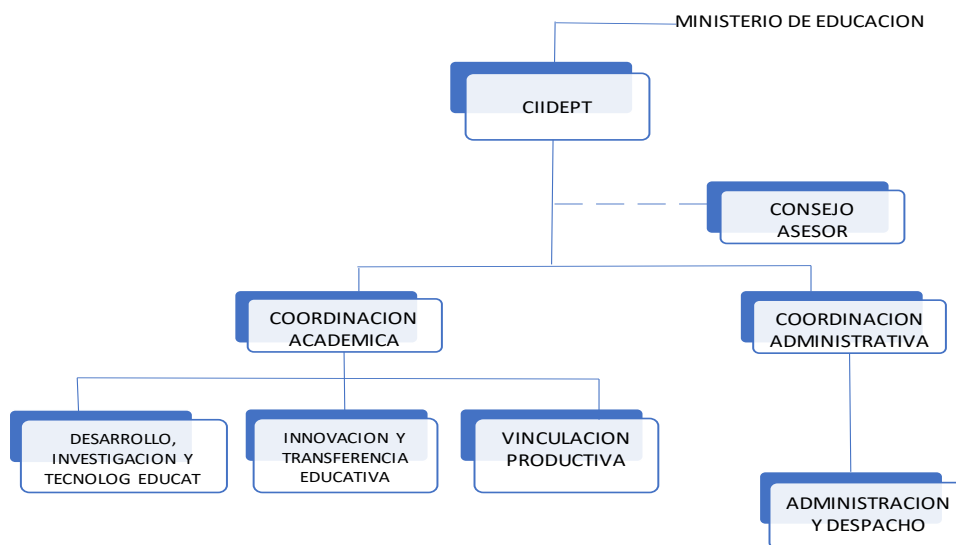 MINISTERIO DE EDUCACION
CIIDEPT
CONSEJO
ASESOR
COORDINACION
ACADEMICA
COORDINACION
ADMINISTRATIVA
DESARROLLO,
INVESTIGACION Y
TECNOLOG EDUCAT
INNOVACION Y
TRANSFERENCIA
EDUCATIVA
VINCULACION
PRODUCTIVA
ADMINISTRACION
Y DESPACHO